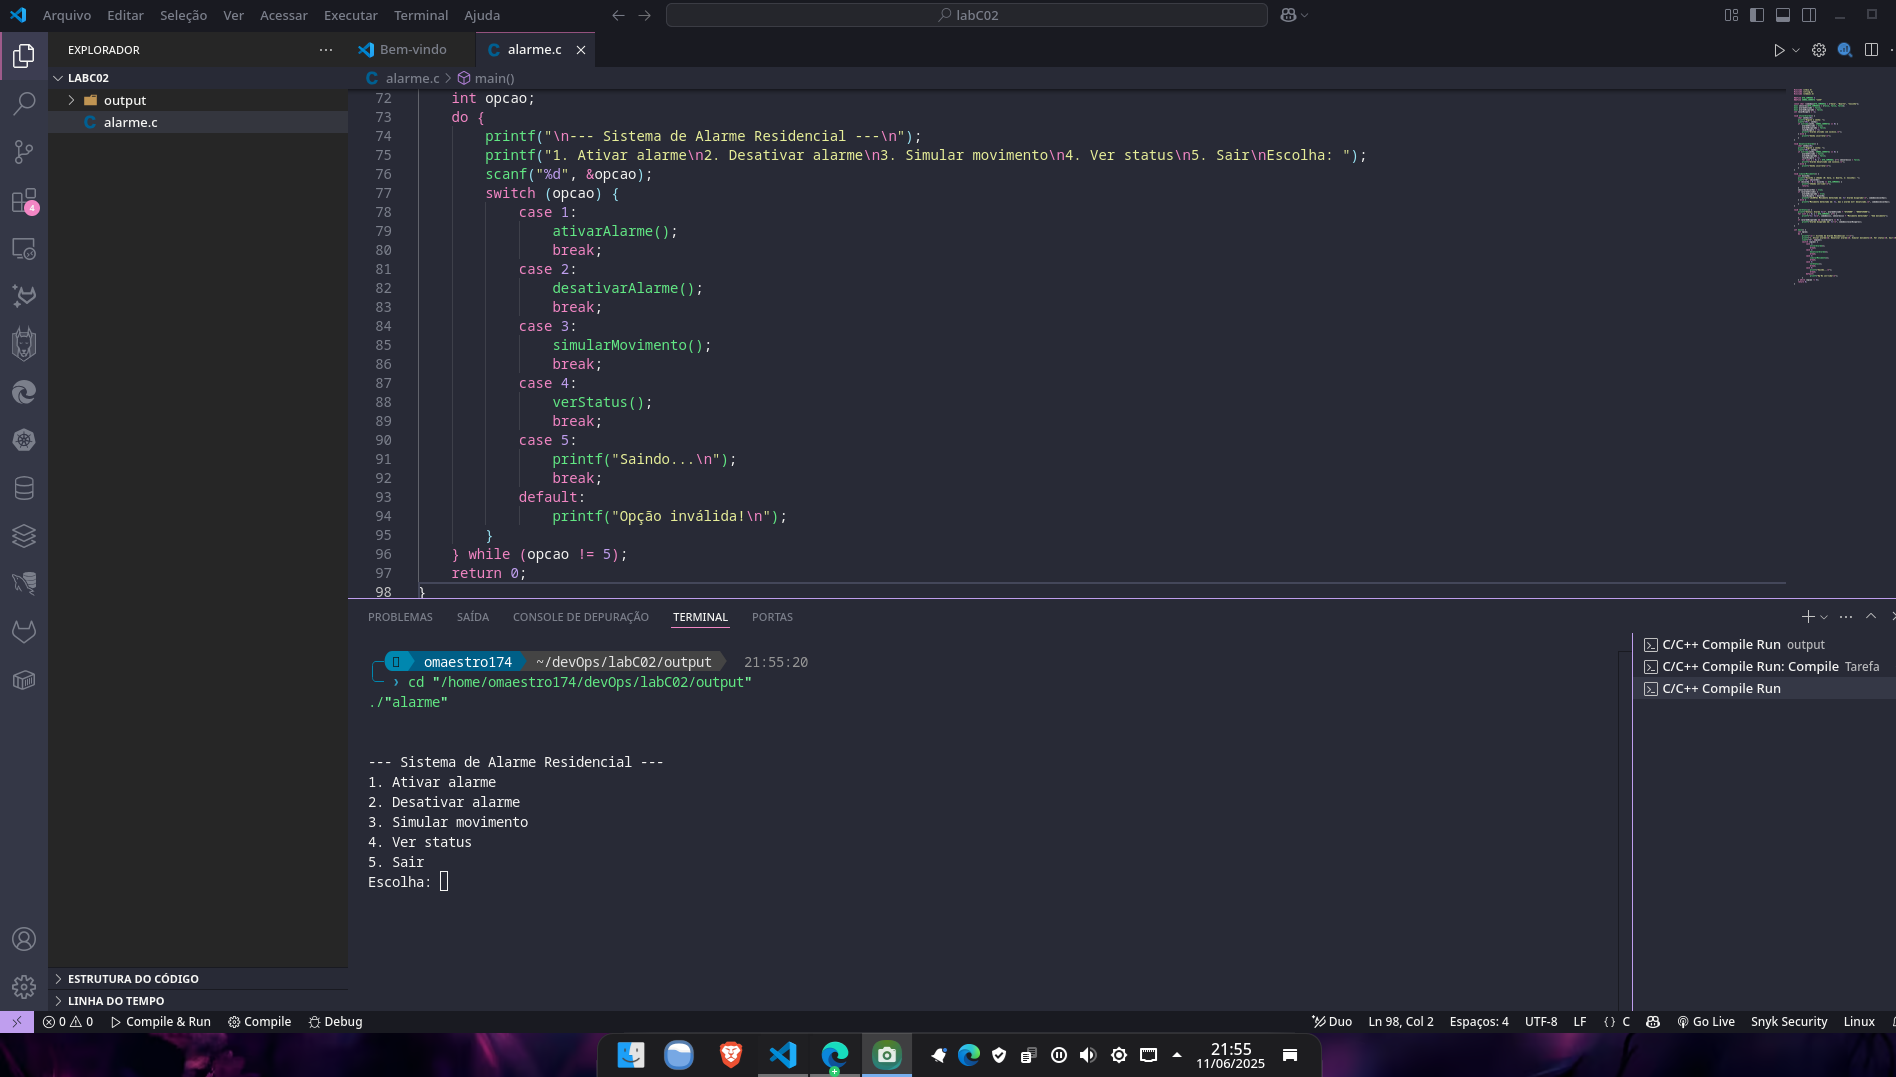 Arquivo Editar Seleção Ver Acessar Executar Terminal Ajuda
labC02
EXPLORADOR
Bem-vindo
C alarme.c
LABC02
C alarme.c > main()
output
C alarme.c
72 int opcao;
73 do {
74 printf("\n--- Sistema de Alarme Residencial ---\n");
75 printf("1. Ativar alarme\n2. Desativar alarme\n3. Simular movimento\n4. Ver status\n5. Sair\nEscolha: ");
76 scanf("%d", &opcao);
77 switch (opcao) {
78 case 1:
79 ativarAlarme();
80 break;
81 case 2:
82 desativarAlarme();
83 break;
84 case 3:
85 simularMovimento();
86 break;
87 case 4:
88 verStatus();
89 break;
90 case 5:
91 printf("Saindo...\n");
92 break;
93 default:
94 printf("Opção inválida!\n");
95 }
96 } while (opcao != 5);
97 return 0;
98 }
4
PROBLEMAS SAÍDA CONSOLE DE DEPURAÇÃO TERMINAL PORTAS
omaestro174 ~/devOps/labC02/output 21:55:20
› cd "/home/omaestro174/devOps/labC02/output"
./"alarme"
--- Sistema de Alarme Residencial ---
1. Ativar alarme
2. Desativar alarme
3. Simular movimento
4. Ver status
5. Sair
Escolha:
C/C++ Compile Run output
C/C++ Compile Run: Compile Tarefa
C/C++ Compile Run
ESTRUTURA DO CÓDIGO
LINHA DO TEMPO
0 0 Compile & Run Compile Debug
Duo Ln 98, Col 2 Espaços: 4 UTF-8 LF {} C Go Live Snyk Security Linux
21:55
11/06/2025